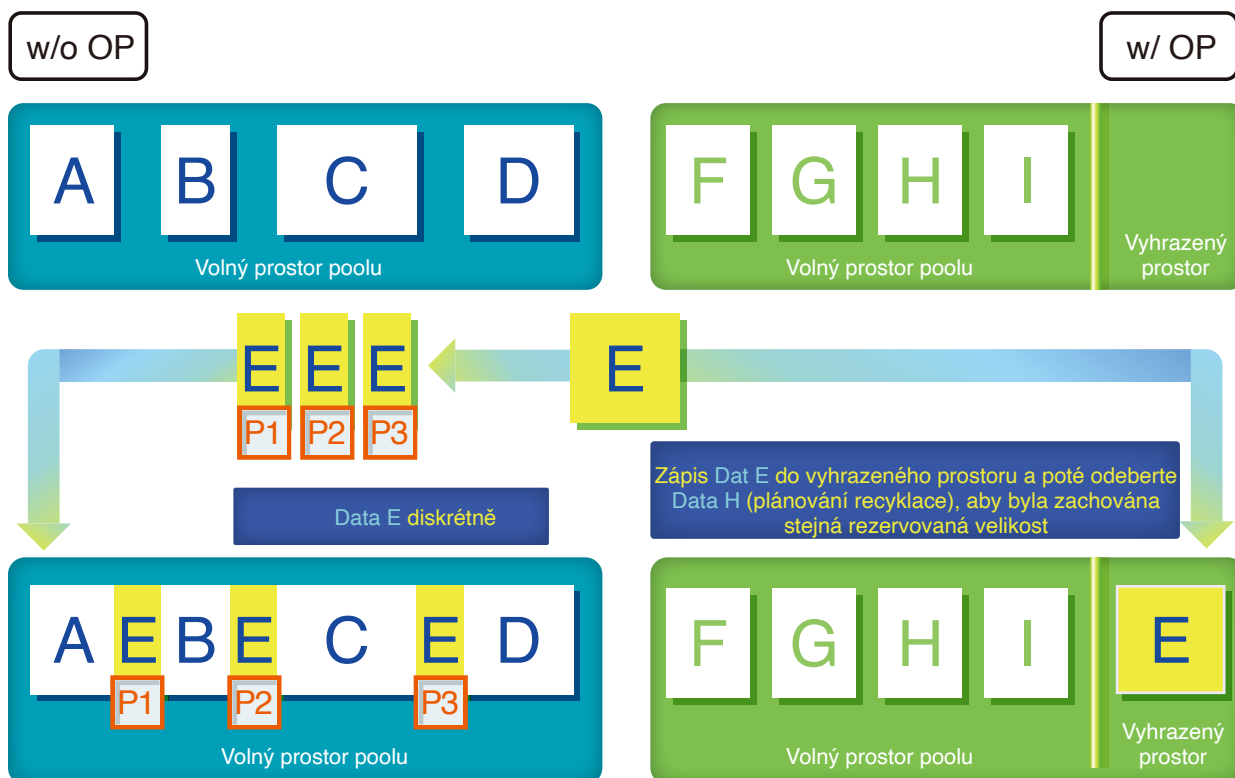 w/o OP
w/ OP
A B C D
Volný prostor poolu
F G H I
Volný prostor poolu
Vyhrazený
prostor
E E E
P1 P2 P3
E
Data E diskrétně
Zápis Dat E do vyhrazeného prostoru a poté odeberte
Data H (plánování recyklace), aby byla zachována
stejná rezervovaná velikost
A E B E C E D
P1 P2 P3
Volný prostor poolu
F G H I
Volný prostor poolu
E
Vyhrazený
prostor